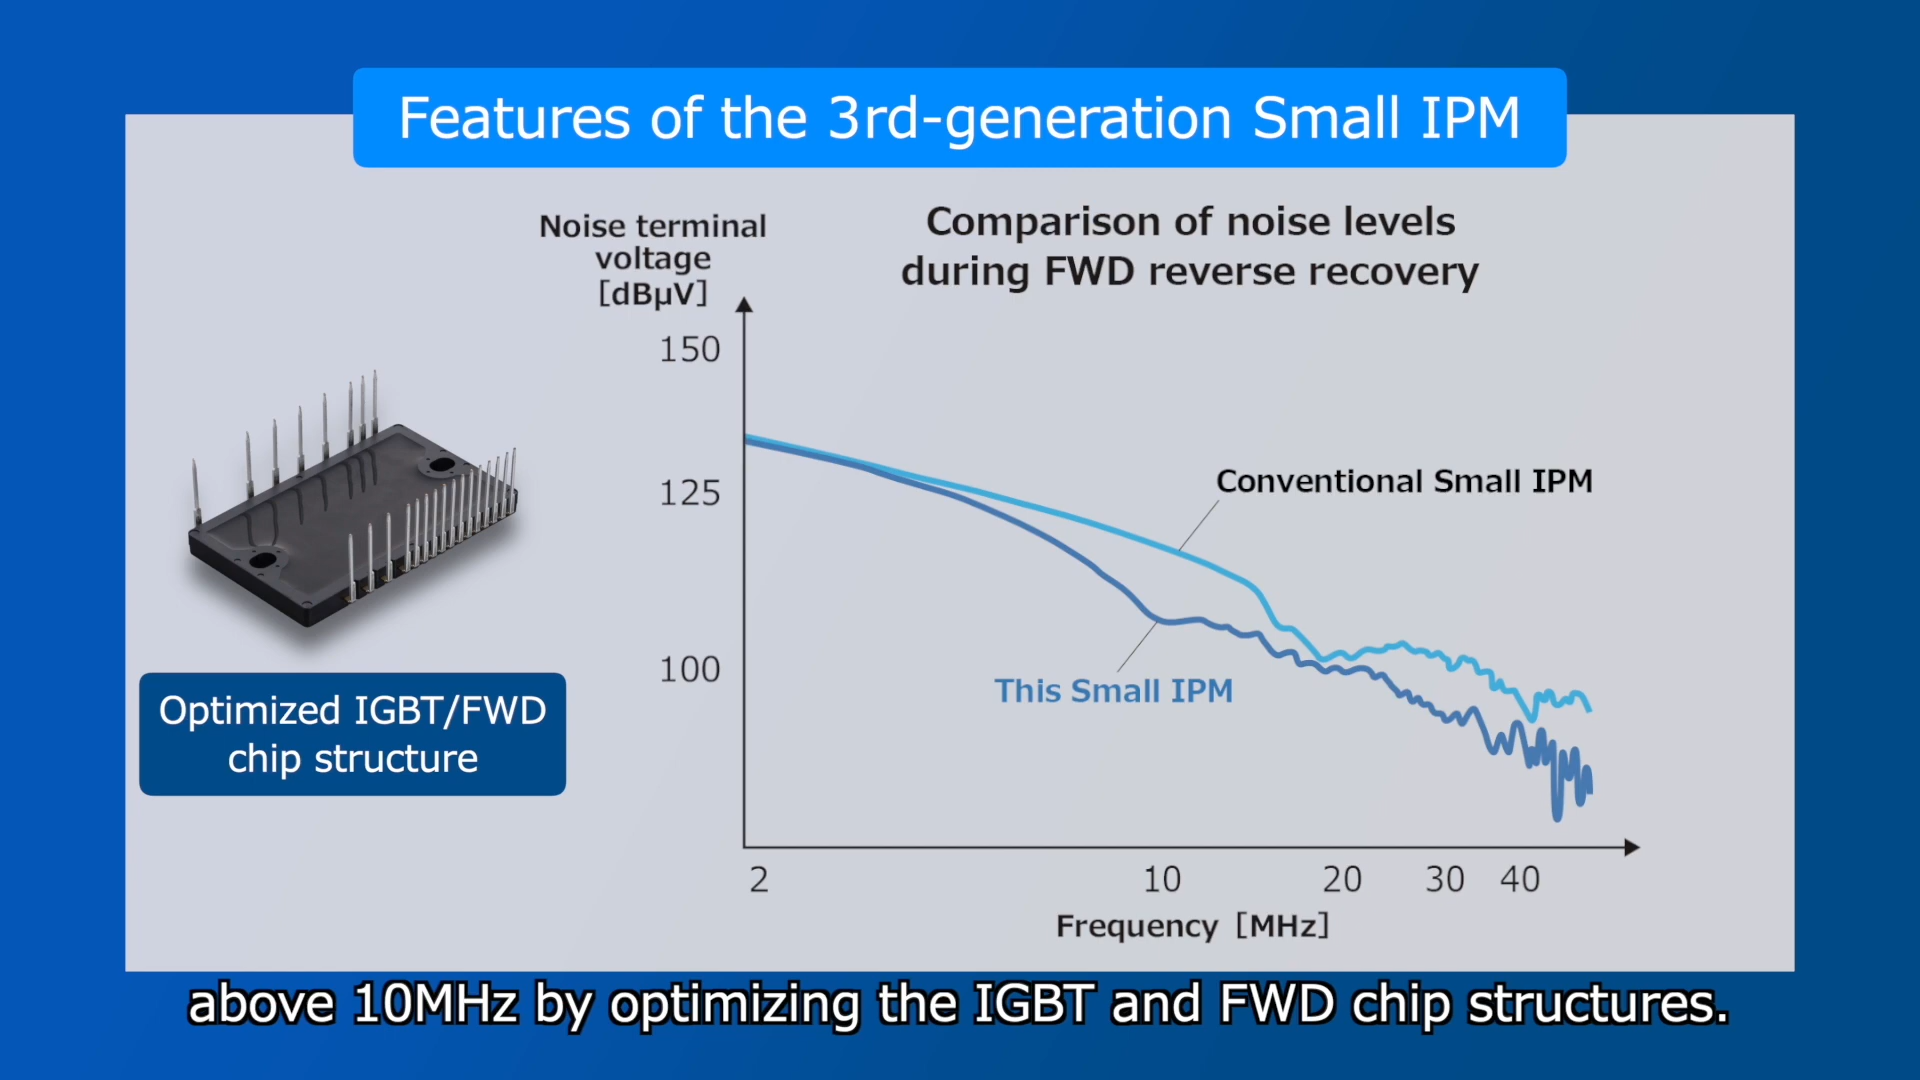 Features of the 3rd-generation Small IPM
Noise terminal
voltage
[dBµV]
Comparison of noise levels
during FWD reverse recovery
150
125
100
Conventional Small IPM
This Small IPM
2
10
20
30
40
Frequency [MHz]
Optimized IGBT/FWD
chip structure
above 10MHz by optimizing the IGBT and FWD chip structures.